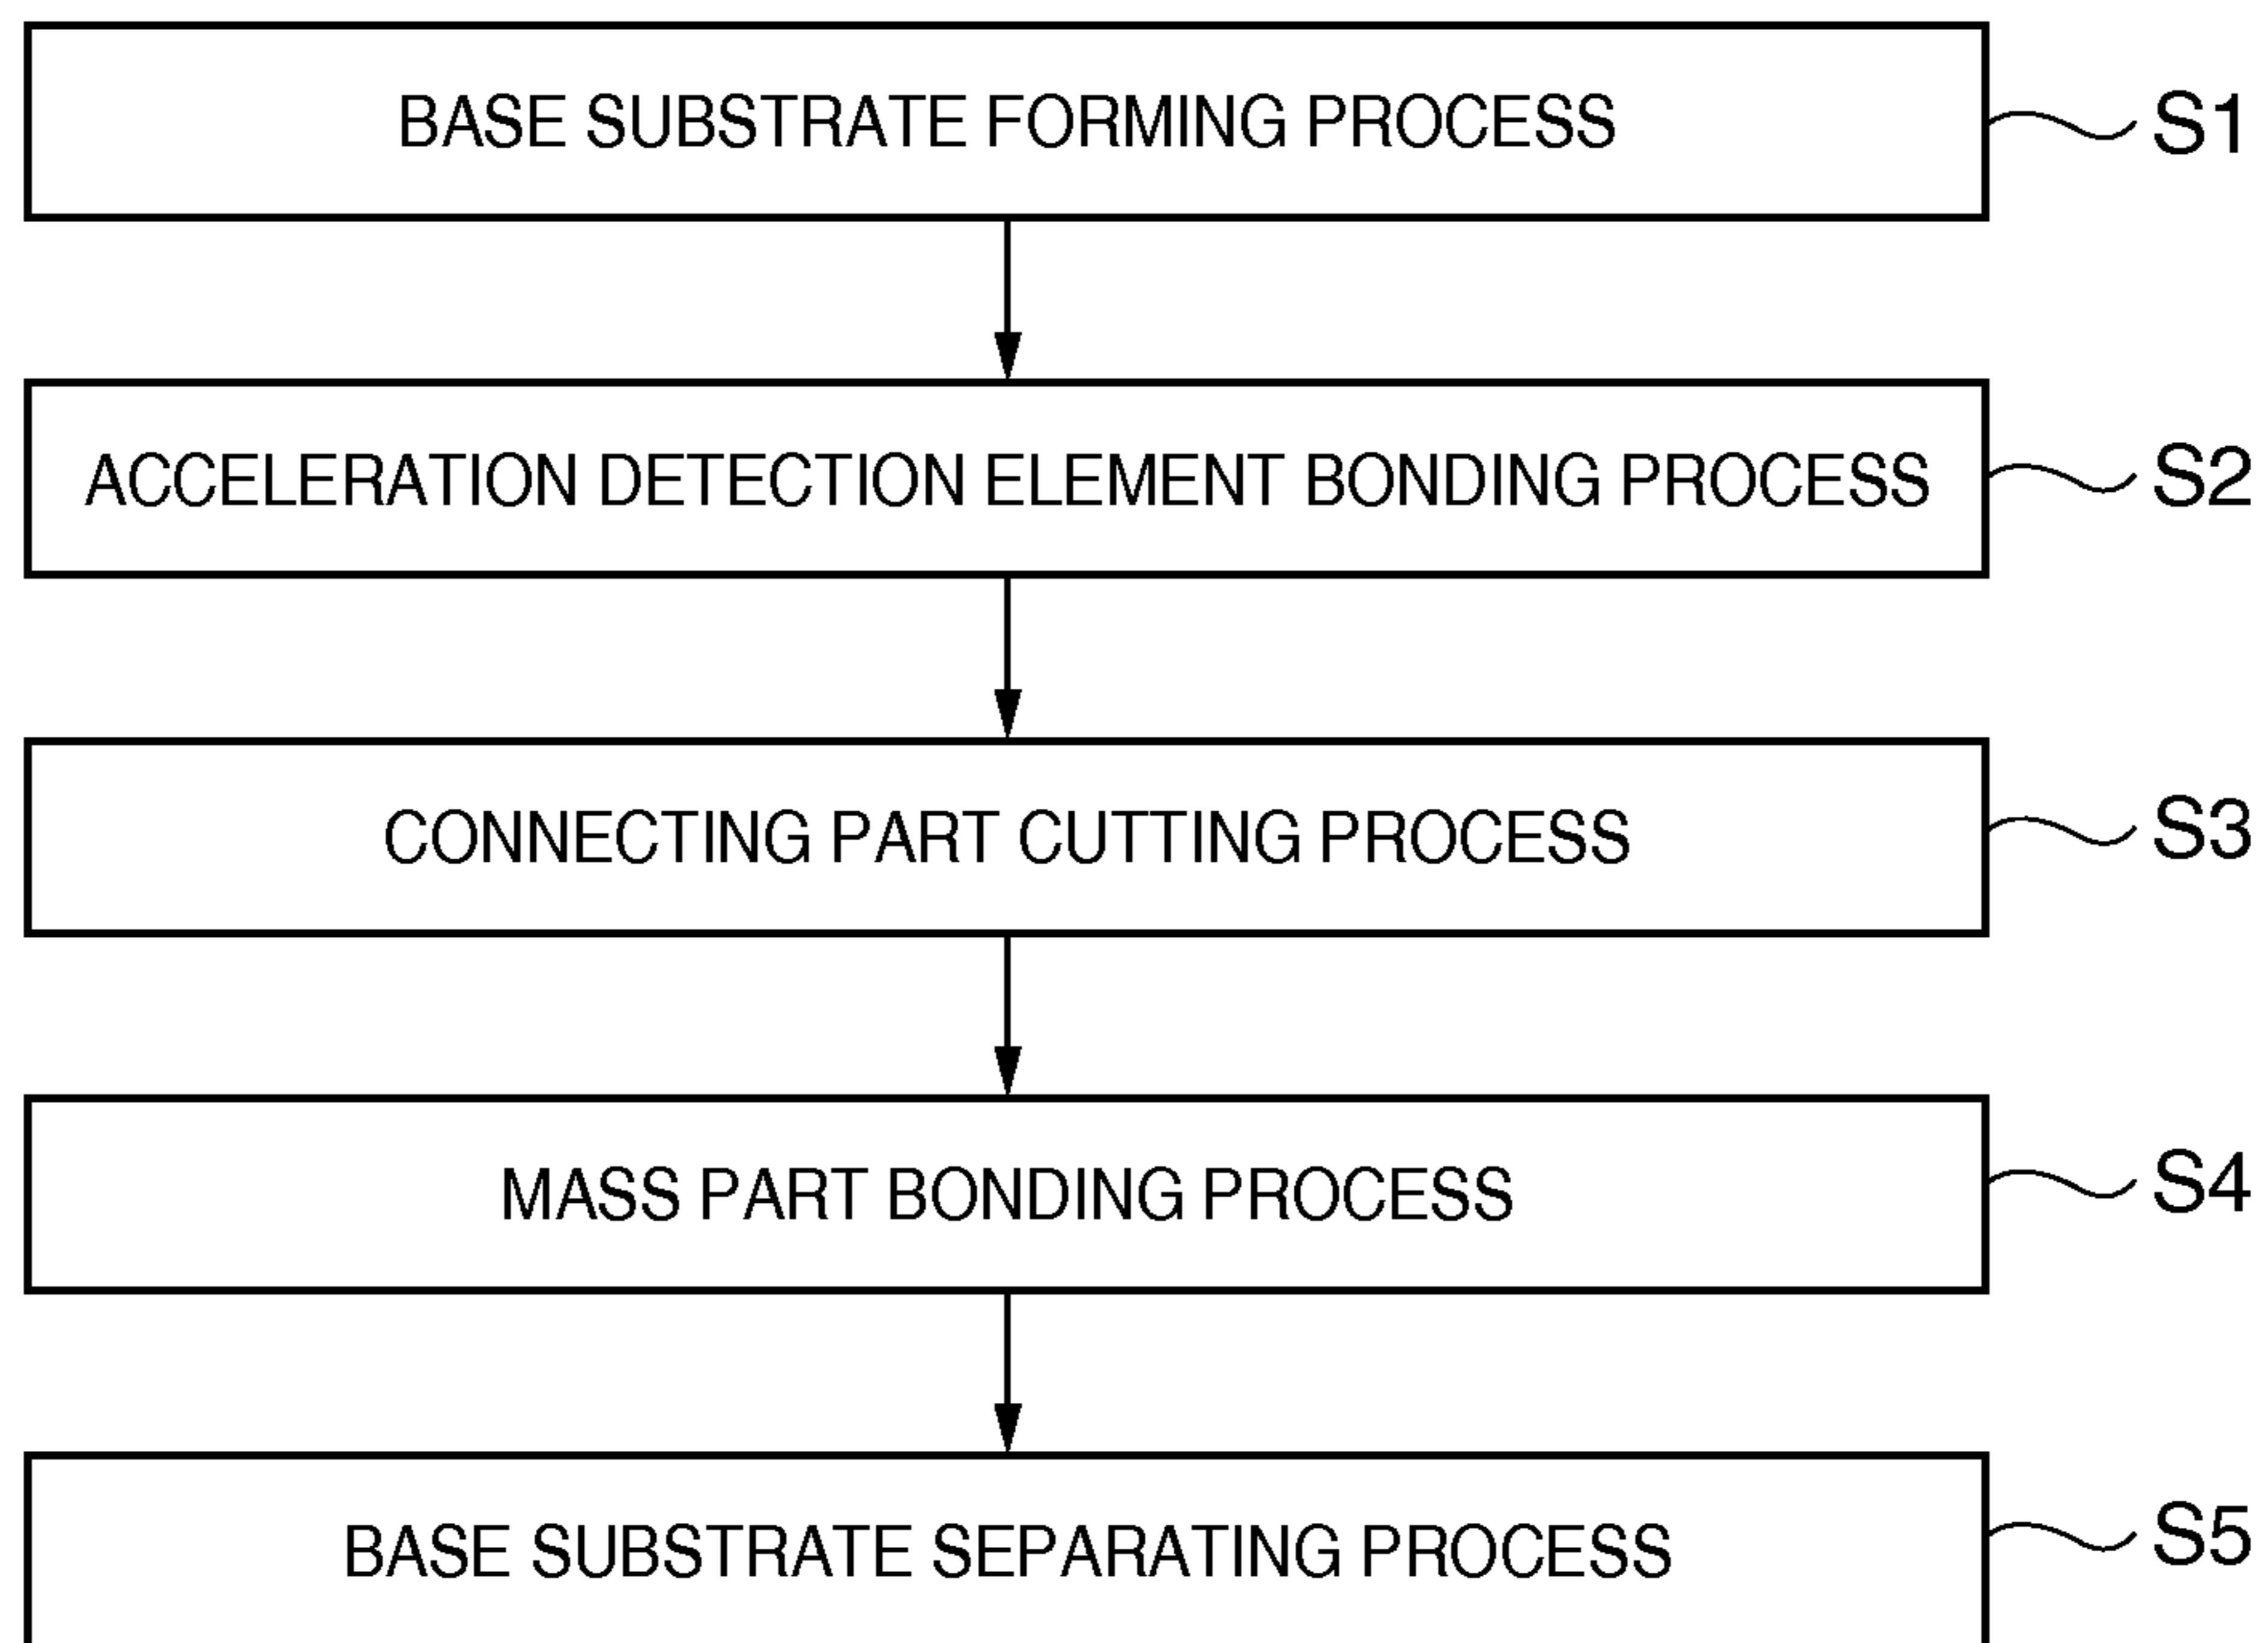 BASE SUBSTRATE FORMING PROCESS S1
ACCELERATION DETECTION ELEMENT BONDING PROCESS S2
CONNECTING PART CUTTING PROCESS S3
MASS PART BONDING PROCESS S4
BASE SUBSTRATE SEPARATING PROCESS S5